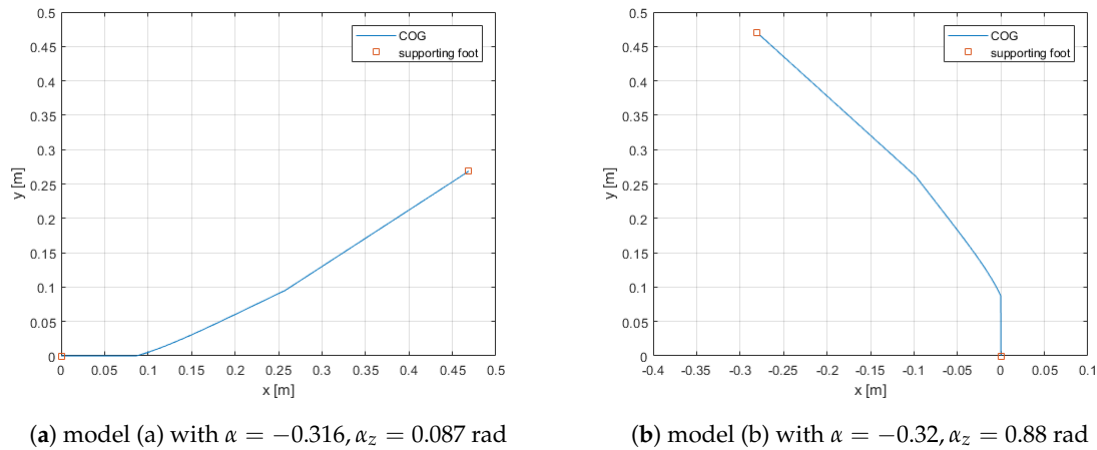 0.5
0.45
0.4
0.35
0.3
0.25
0.2
0.15
0.1
0.05
0
y [m]
0 0.05 0.1 0.15 0.2 0.25 0.3 0.35 0.4 0.45 0.5
x [m]
COG
supporting foot
(a) model (a) with α = −0.316, α_z = 0.087 rad
0.5
0.45
0.4
0.35
0.3
0.25
0.2
0.15
0.1
0.05
0
y [m]
-0.4 -0.35 -0.3 -0.25 -0.2 -0.15 -0.1 -0.05 0 0.05 0.1
x [m]
COG
supporting foot
(b) model (b) with α = −0.32, α_z = 0.88 rad